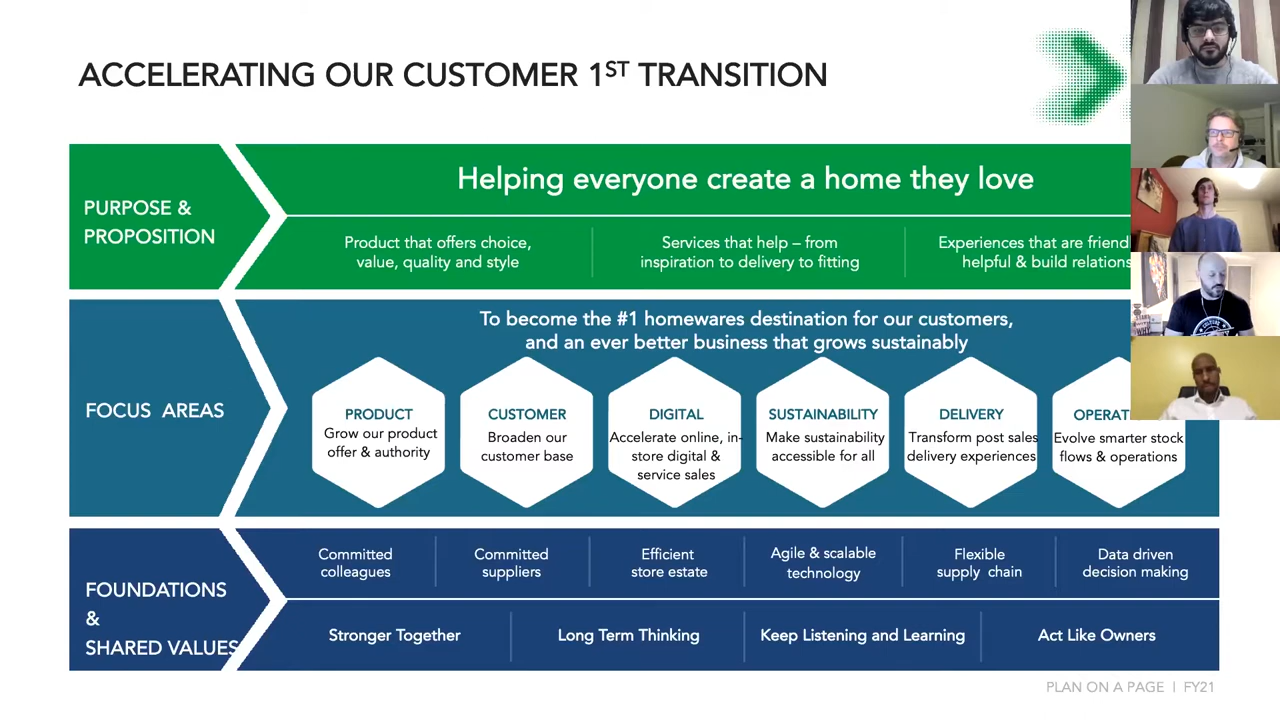 ACCELERATING OUR CUSTOMER 1ST TRANSITION
PURPOSE &
PROPOSITION
Helping everyone create a home they love
Product that offers choice,
value, quality and style
Services that help – from
inspiration to delivery to fitting
Experiences that are friend
helpful & build relations
FOCUS AREAS
To become the #1 homewares destination for our customers,
and an ever better business that grows sustainably
PRODUCT
Grow our product
offer & authority
CUSTOMER
Broaden our
customer base
DIGITAL
Accelerate online, in-
store digital &
service sales
SUSTAINABILITY
Make sustainability
accessible for all
DELIVERY
Transform post sales
delivery experiences
OPERAT
Evolve smarter stock
flows & operations
FOUNDATIONS
&
SHARED VALUES
Committed
colleagues
Committed
suppliers
Efficient
store estate
Agile & scalable
technology
Flexible
supply chain
Data driven
decision making
Stronger Together
Long Term Thinking
Keep Listening and Learning
Act Like Owners
PLAN ON A PAGE | FY21